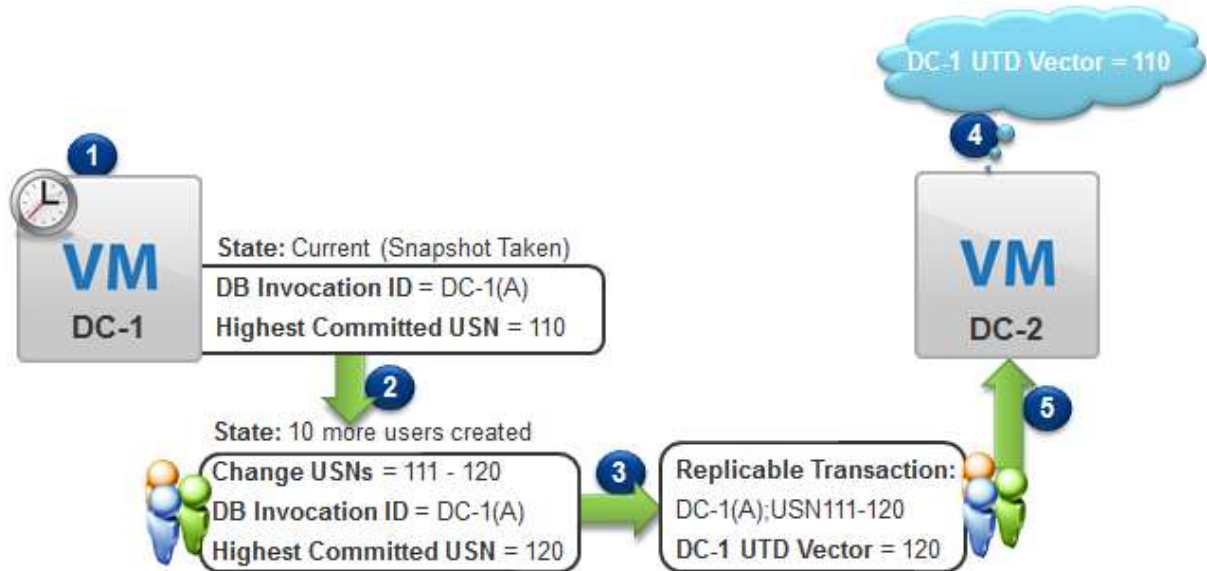 DC-1 UTD Vector = 110
1
4
VM
DC-1
State: Current (Snapshot Taken)
DB Invocation ID = DC-1(A)
Highest Committed USN = 110
VM
DC-2
2
5
State: 10 more users created
Change USNs = 111 - 120
DB Invocation ID = DC-1(A)
Highest Committed USN = 120
3
Replicable Transaction:
DC-1(A);USN111-120
DC-1 UTD Vector = 120